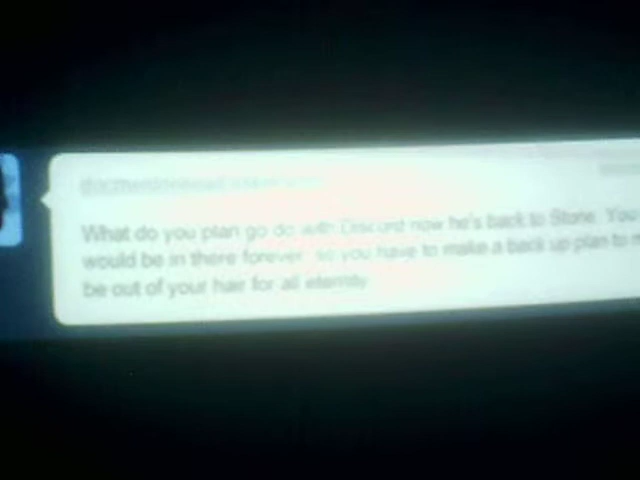 What do you plan go do with Discord now he's back to Stone. You
would be in there forever so you have to make a back up plan to
be out of your hair for all eternity